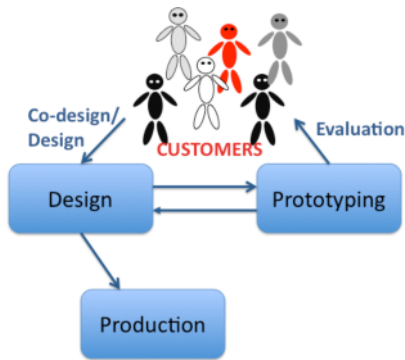 Co-design/
Design
CUSTOMERS
Evaluation
Design
Prototyping
Production